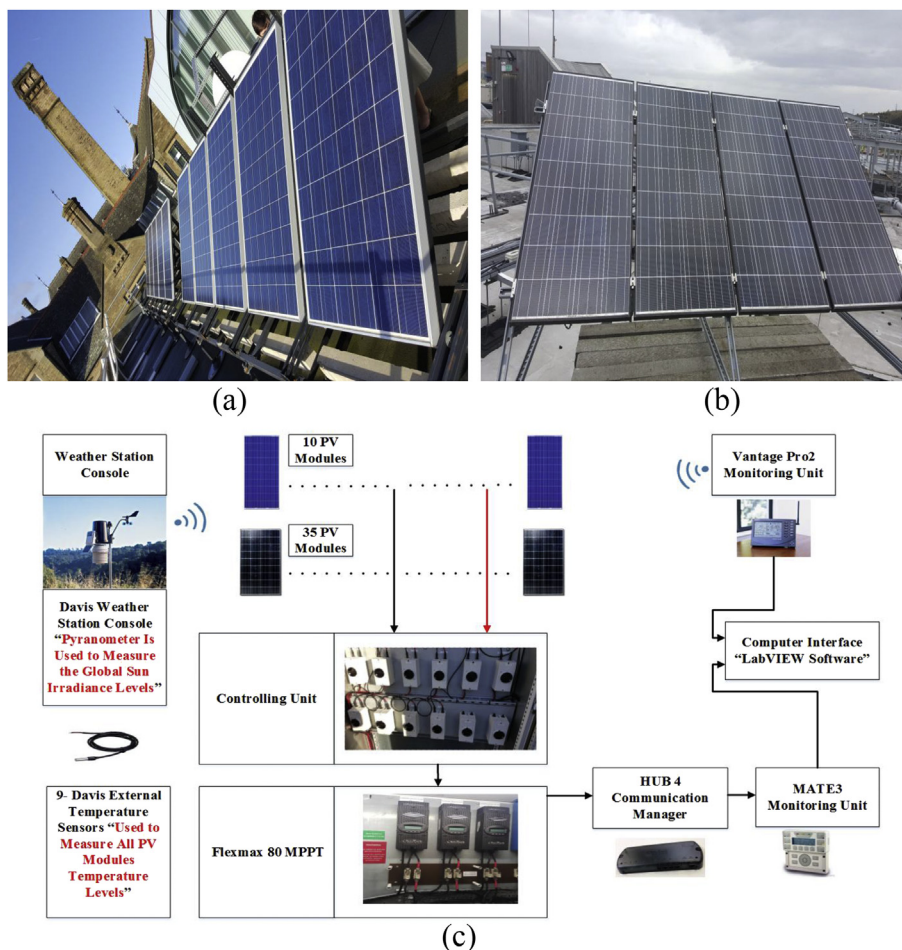 (a)
(b)
Weather Station
Console
10 PV
Modules
35 PV
Modules
Vantage Pro2
Monitoring Unit
Davis Weather
Station Console
“Pyranometer Is
Used to Measure
the Global Sun
Irradiance Levels”
Computer Interface
“LabVIEW Software”
Controlling Unit
9- Davis External
Temperature
Sensors “Used to
Measure All PV
Modules
Temperature
Levels”
Flexmax 80 MPPT
HUB 4
Communication
Manager
MATE3
Monitoring Unit
(c)